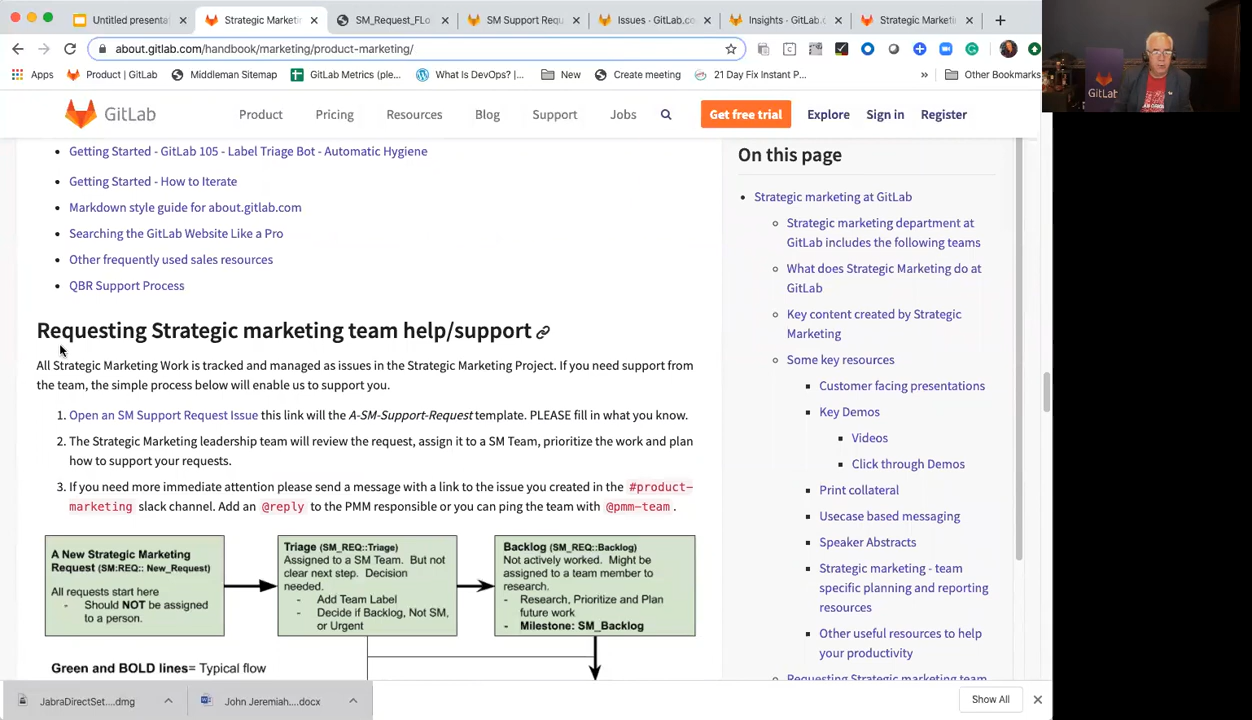 Untitled presenta
Strategic Marketi
SM_Request_FLo
SM Support Requ
Issues · GitLab.co
Insights · GitLab.c
Strategic Marketi
about.gitlab.com/handbook/marketing/product-marketing/
Apps
Product | GitLab
Middleman Sitemap
GitLab Metrics (ple...
What Is DevOps? |...
New
Create meeting
21 Day Fix Instant P...
»
Other Bookmarks
GitLab
GitLab
Product
Pricing
Resources
Blog
Support
Jobs
Get free trial
Explore
Sign in
Register
Getting Started - GitLab 105 - Label Triage Bot - Automatic Hygiene
Getting Started - How to Iterate
Markdown style guide for about.gitlab.com
Searching the GitLab Website Like a Pro
Other frequently used sales resources
QBR Support Process
Requesting Strategic marketing team help/support
All Strategic Marketing Work is tracked and managed as issues in the Strategic Marketing Project. If you need support from
the team, the simple process below will enable us to support you.
1. Open an SM Support Request Issue this link will the A-SM-Support-Request template. PLEASE fill in what you know.
2. The Strategic Marketing leadership team will review the request, assign it to a SM Team, prioritize the work and plan
how to support your requests.
3. If you need more immediate attention please send a message with a link to the issue you created in the #product-
marketing slack channel. Add an @reply to the PMM responsible or you can ping the team with @pmm-team .
A New Strategic Marketing
Request (SM:REQ:: New_Request)
All requests start here
- Should NOT be assigned
to a person.
Triage (SM_REQ::Triage)
Assigned to a SM Team. But not
clear next step. Decision
needed.
- Add Team Label
- Decide if Backlog, Not SM,
or Urgent
Backlog (SM_REQ::Backlog)
Not actively worked. Might be
assigned to a team member to
research.
- Research, Prioritize and Plan
future work
- Milestone: SM_Backlog
Green and BOLD lines= Typical flow
On this page
Strategic marketing at GitLab
Strategic marketing department at
GitLab includes the following teams
What does Strategic Marketing do at
GitLab
Key content created by Strategic
Marketing
Some key resources
Customer facing presentations
Key Demos
Videos
Click through Demos
Print collateral
Usecase based messaging
Speaker Abstracts
Strategic marketing - team
specific planning and reporting
resources
Other useful resources to help
your productivity
Requesting Strategic marketing team
JabraDirectSet....dmg
John Jeremiah....docx
Show All